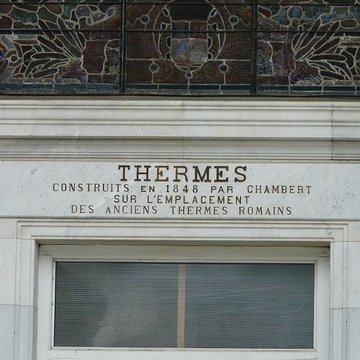 THERMES
CONSTRUITS EN 1848 PAR CHAMBERT
SUR L'EMPLACEMENT
DES ANCIENS THERMES ROMAINS